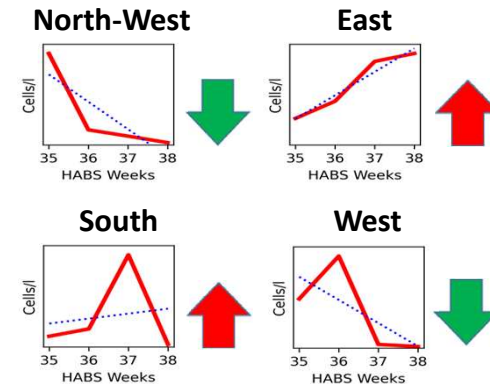 North-West
Cells/l
35 36 37 38
HABS Weeks
East
Cells/l
35 36 37 38
HABS Weeks
South
Cells/l
35 36 37 38
HABS Weeks
West
Cells/l
35 36 37 38
HABS Weeks